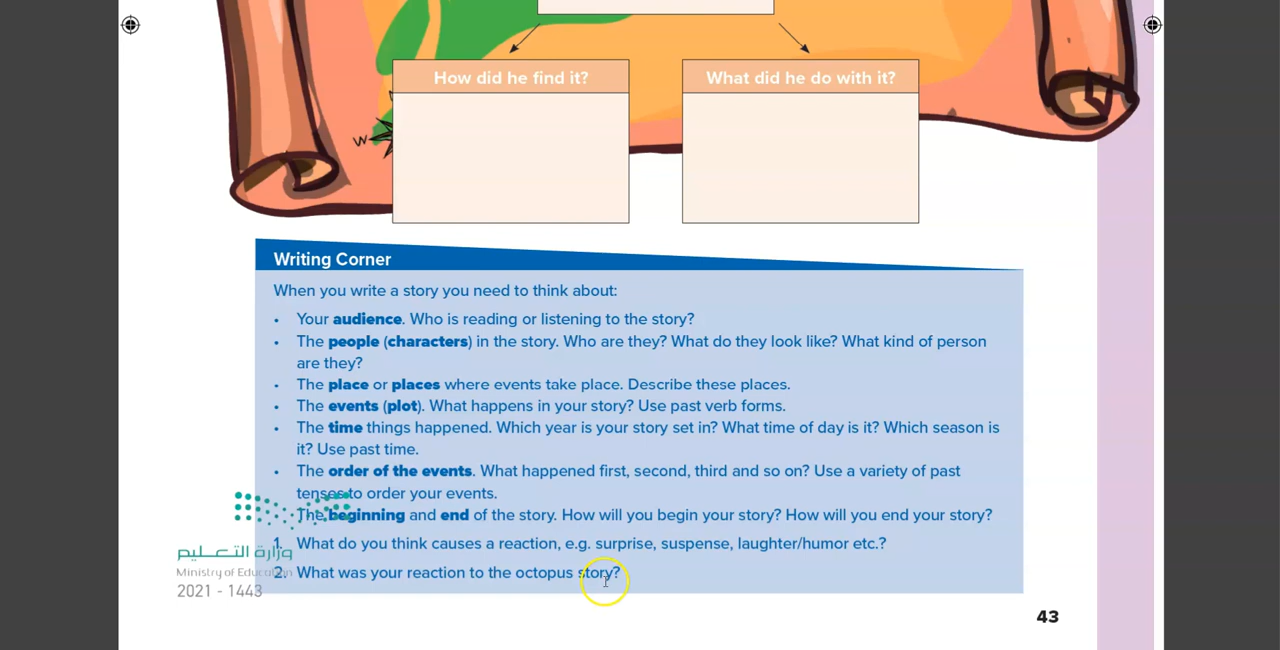 How did he find it?
What did he do with it?
Writing Corner
When you write a story you need to think about:
• Your audience. Who is reading or listening to the story?
• The people (characters) in the story. Who are they? What do they look like? What kind of person
are they?
• The place or places where events take place. Describe these places.
• The events (plot). What happens in your story? Use past verb forms.
• The time things happened. Which year is your story set in? What time of day is it? Which season is
it? Use past time.
• The order of the events. What happened first, second, third and so on? Use a variety of past
tenses to order your events.
The beginning and end of the story. How will you begin your story? How will you end your story?
1. What do you think causes a reaction, e.g. surprise, suspense, laughter/humor etc.?
2. What was your reaction to the octopus story?
وزارة التعليم
Ministry of Education
2021 - 1443
43